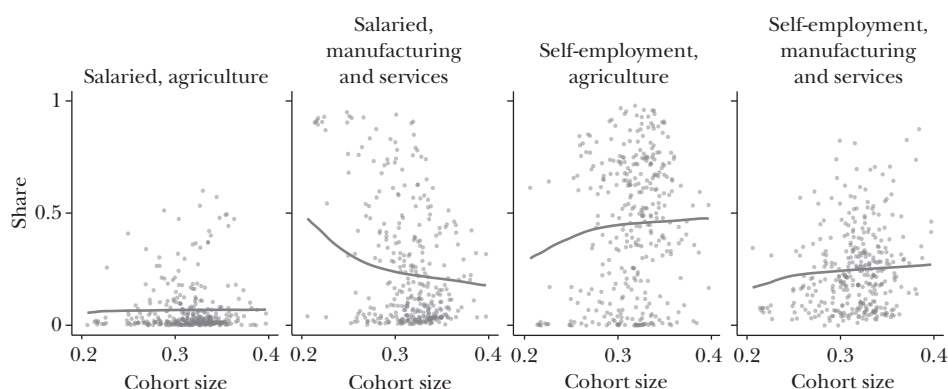 Salaried, agriculture
Salaried,
manufacturing
and services
Self-employment,
agriculture
Self-employment,
manufacturing
and services
Share
1
0.5
0
0.2 0.3 0.4
0.2 0.3 0.4
0.2 0.3 0.4
0.2 0.3 0.4
Cohort size
Cohort size
Cohort size
Cohort size